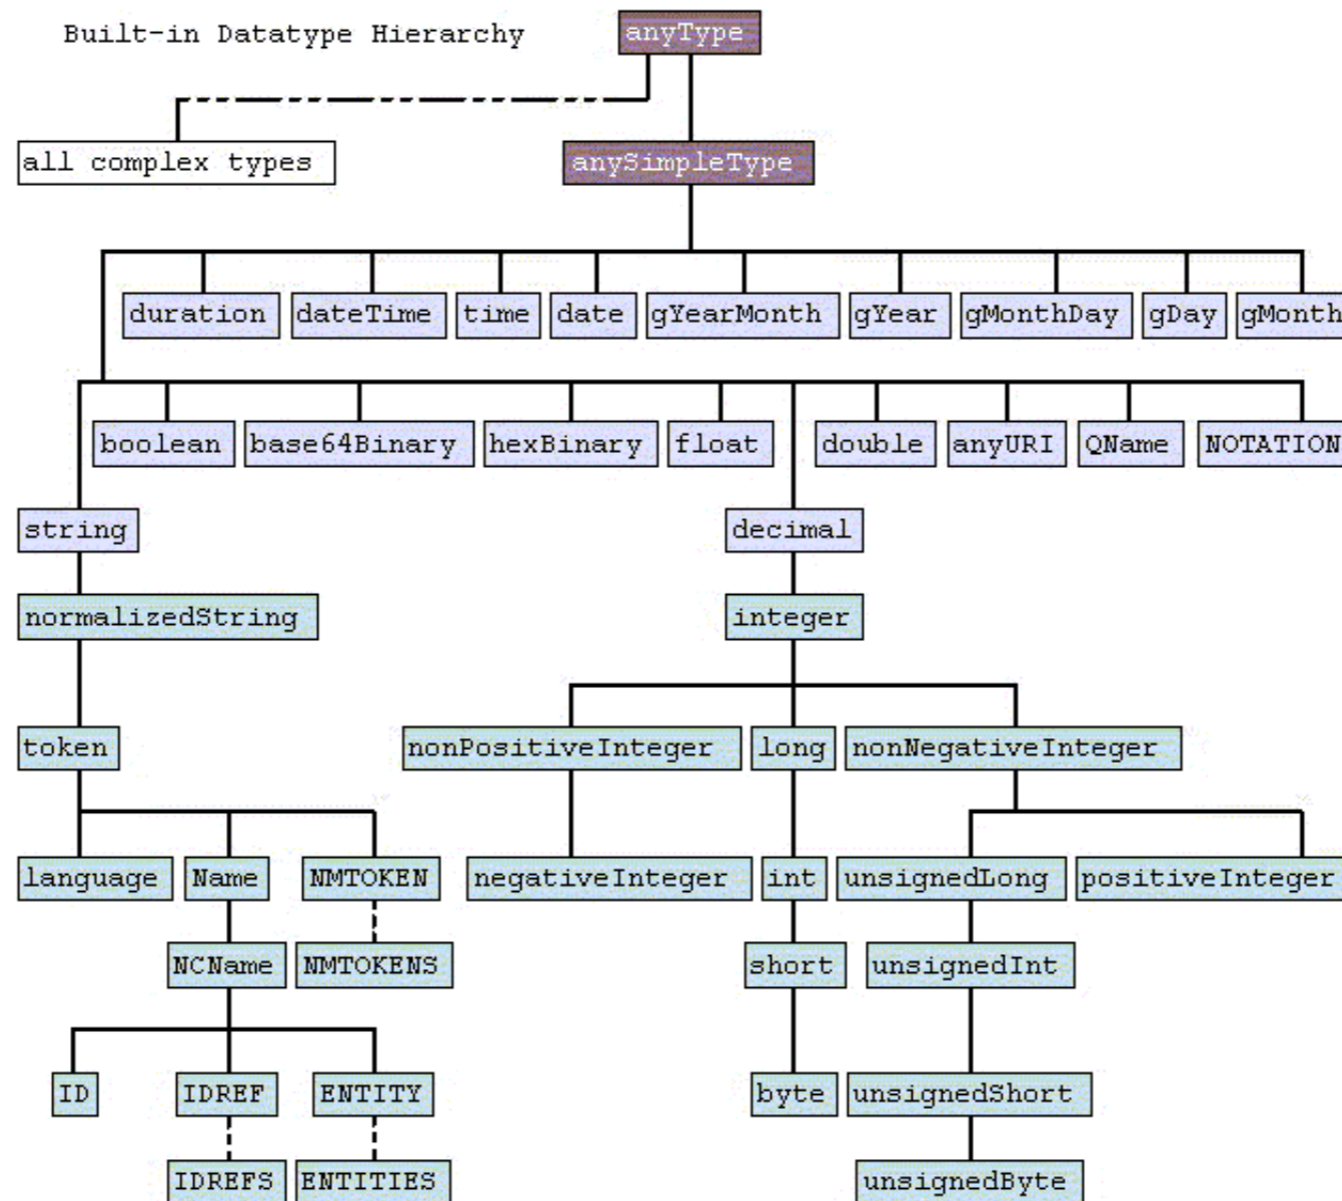 Built-in Datatype Hierarchy anyType
all complex types anySimpleType
duration dateTime time date gYearMonth gYear gMonthDay gDay gMonth
boolean base64Binary hexBinary float double anyURI QName NOTATION
string decimal
normalizedString integer
token nonPositiveInteger long nonNegativeInteger
language Name NMTOKEN negativeInteger int unsignedLong positiveInteger
NCName NMTOKENS short unsignedInt
ID IDREF ENTITY byte unsignedShort
IDREFS ENTITIES unsignedByte